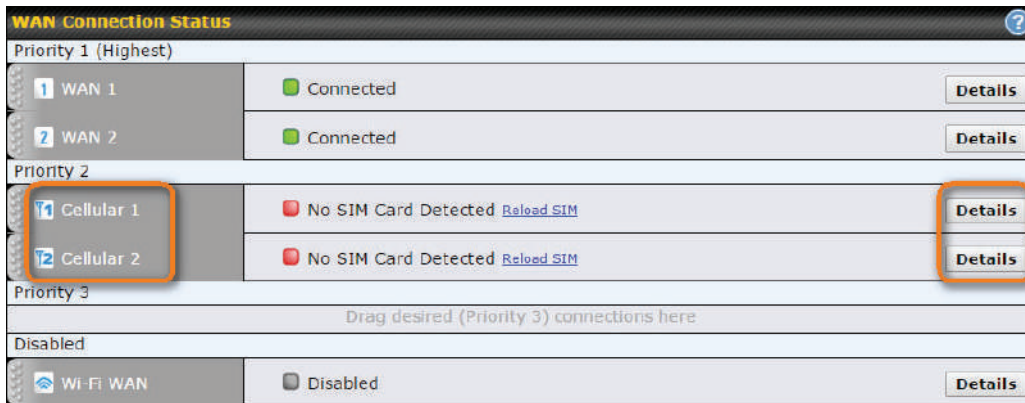 WAN Connection Status
Priority 1 (Highest)
1 WAN 1 Connected Details
2 WAN 2 Connected Details
Priority 2
1 Cellular 1 No SIM Card Detected Reload SIM Details
2 Cellular 2 No SIM Card Detected Reload SIM Details
Priority 3
Drag desired (Priority 3) connections here
Disabled
Wi-Fi WAN Disabled Details